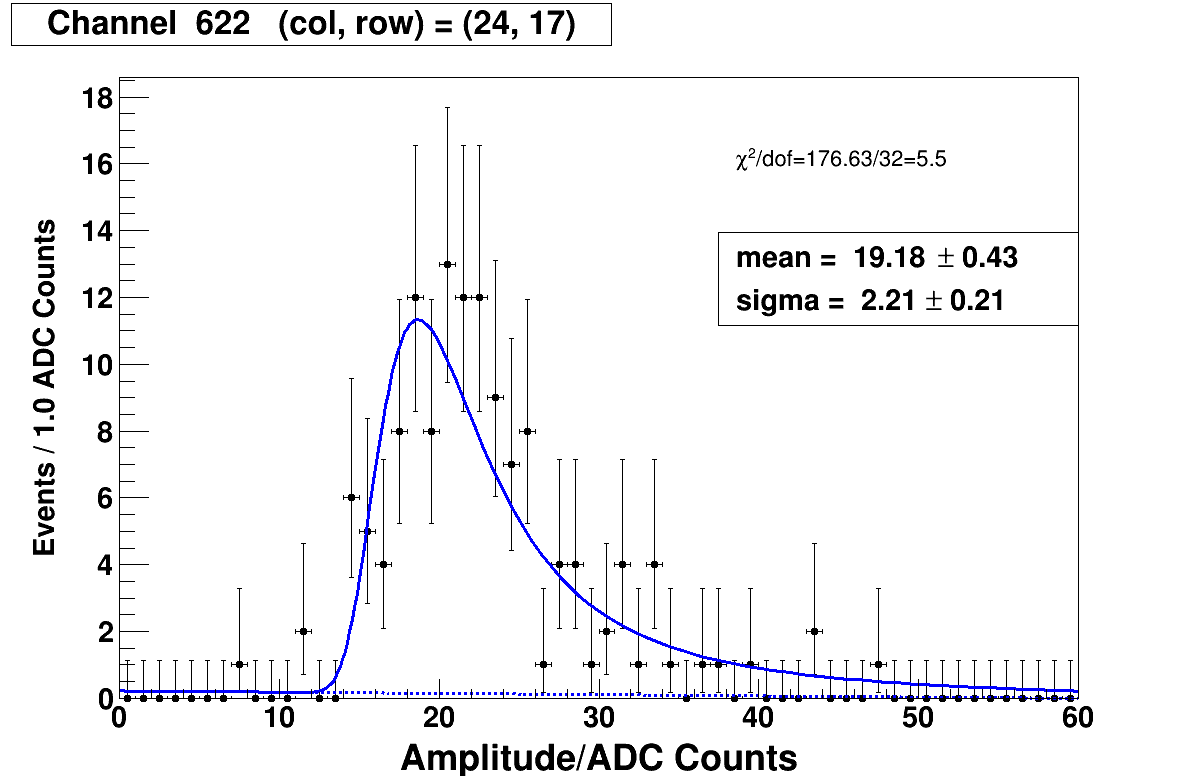 Channel 622 (col, row) = (24, 17)
Events / 1.0 ADC Counts
18
16
14
12
10
8
6
4
2
0
χ²/dof=176.63/32=5.5
mean = 19.18 ± 0.43
sigma = 2.21 ± 0.21
0 10 20 30 40 50 60
Amplitude/ADC Counts